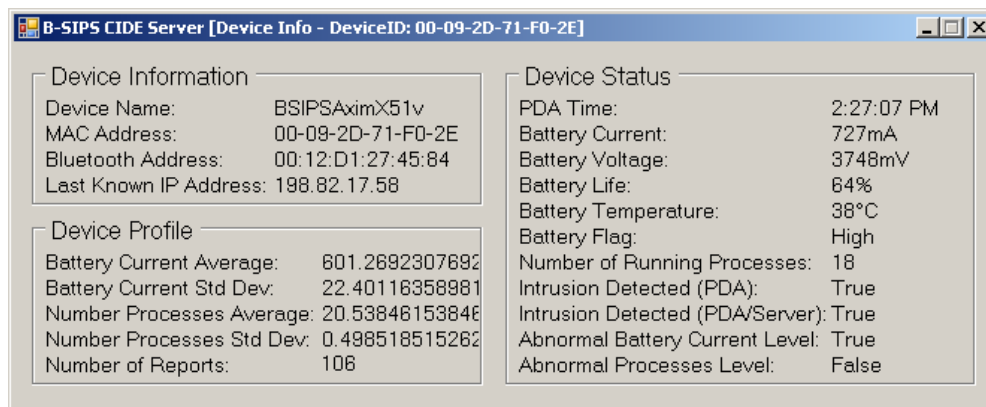 B-SIPS CIDE Server [Device Info - DeviceID: 00-09-2D-71-F0-2E]
Device Information
Device Name: BSIPSAximX51v
MAC Address: 00-09-2D-71-F0-2E
Bluetooth Address: 00:12:D1:27:45:84
Last Known IP Address: 198.82.17.58
Device Profile
Battery Current Average: 601.2692307692
Battery Current Std Dev: 22.40116358981
Number Processes Average: 20.53846153846
Number Processes Std Dev: 0.498518515262
Number of Reports: 106
Device Status
PDA Time: 2:27:07 PM
Battery Current: 727mA
Battery Voltage: 3748mV
Battery Life: 64%
Battery Temperature: 38°C
Battery Flag: High
Number of Running Processes: 18
Intrusion Detected (PDA): True
Intrusion Detected (PDA/Server): True
Abnormal Battery Current Level: True
Abnormal Processes Level: False